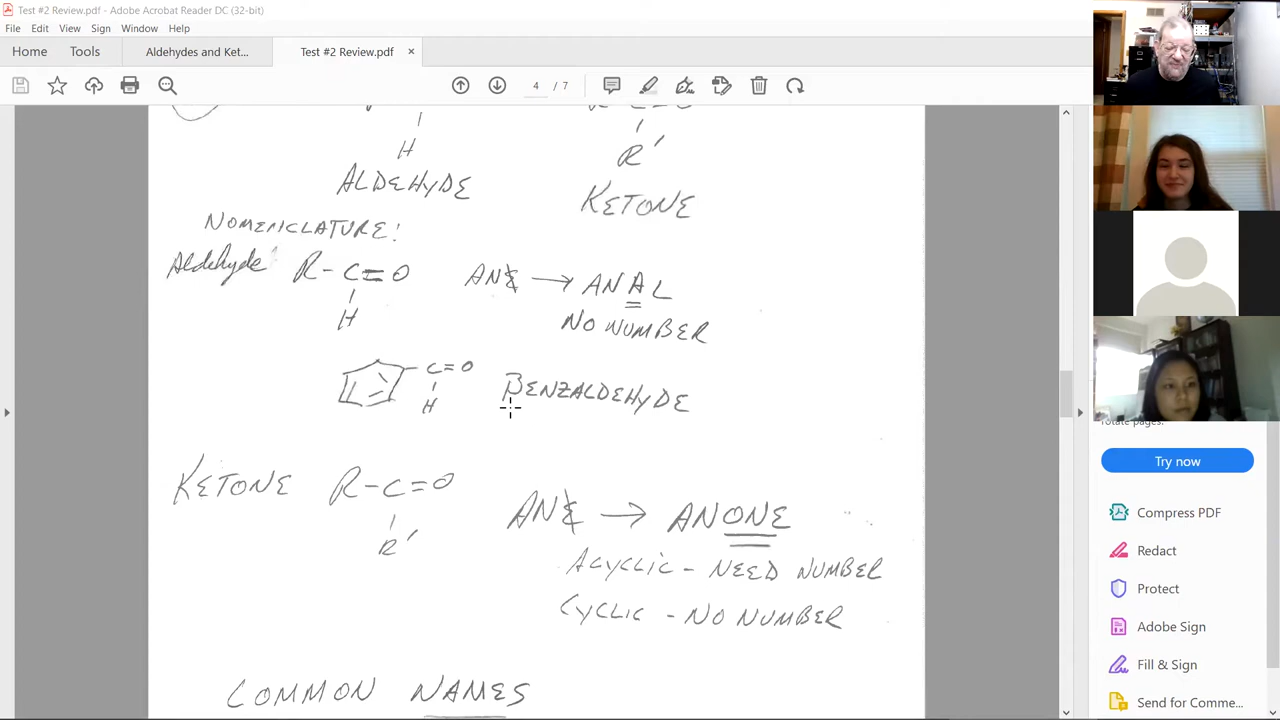 Test #2 Review.pdf - Adobe Acrobat Reader DC (32-bit)
File Edit View Sign Window Help
Home Tools Aldehydes and Ket... Test #2 Review.pdf ×
/ 7
H
R'
ALDEHYDE
KETONE
NOMENCLATURE:
Aldehyde R-C=O ANE → ANAL
H
NO NUMBER
C=O
H
BENZALDEHYDE
KETONE R-C=O
R'
ANE → ANONE
ACYCLIC - NEED NUMBER
CYCLIC - NO NUMBER
COMMON NAMES
rotate pages.
Try now
Compress PDF
Redact
Protect
Adobe Sign
Fill & Sign
Send for Comme...